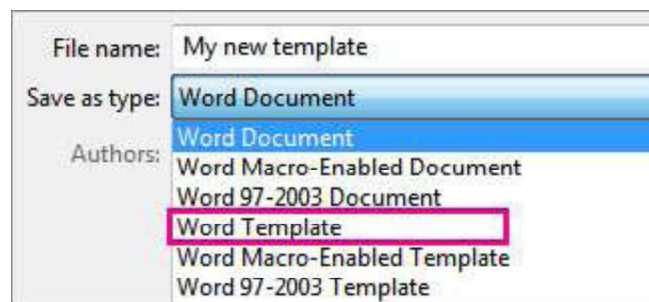 File name: My new template
Save as type: Word Document
Authors:
Word Document
Word Macro-Enabled Document
Word 97-2003 Document
Word Template
Word Macro-Enabled Template
Word 97-2003 Template